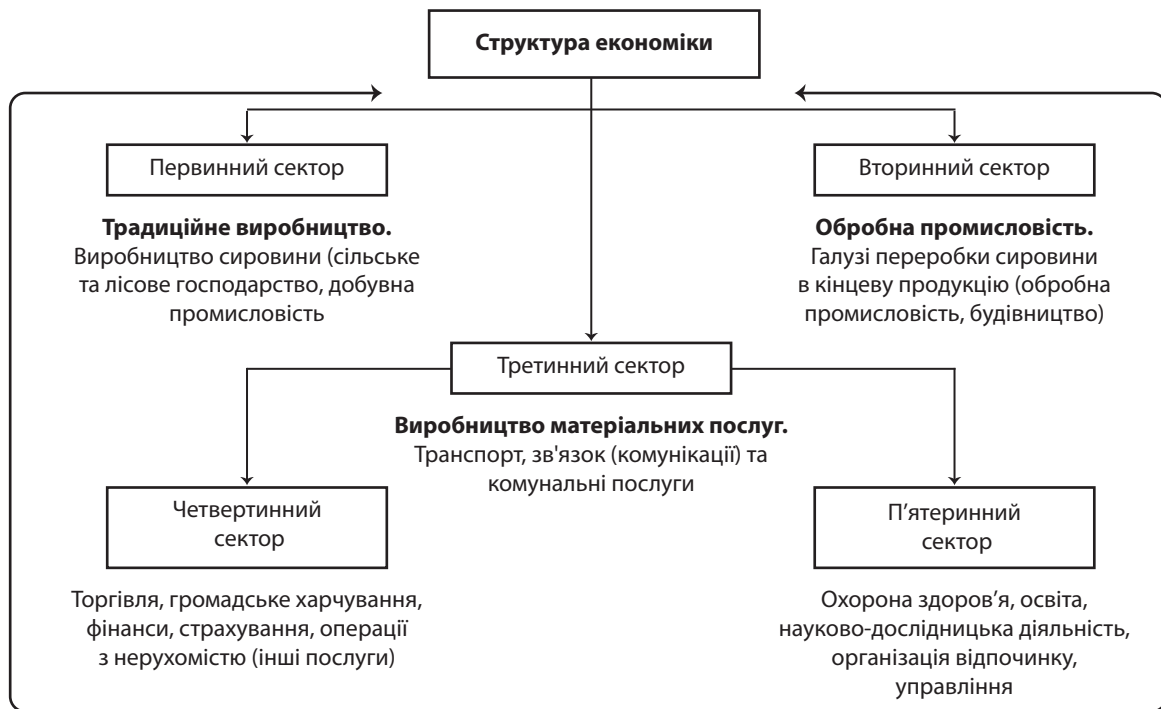 Структура економіки
Первинний сектор
Вторинний сектор
Традиційне виробництво.
Виробництво сировини (сільське
та лісове господарство, добувна
промисловість
Обробна промисловість.
Галузі переробки сировини
в кінцеву продукцію (обробна
промисловість, будівництво)
Третинний сектор
Виробництво матеріальних послуг.
Транспорт, зв'язок (комунікації) та
комунальні послуги
Четвертинний
сектор
П’ятеринний
сектор
Торгівля, громадське харчування,
фінанси, страхування, операції
з нерухомістю (інші послуги)
Охорона здоров’я, освіта,
науково-дослідницька діяльність,
організація відпочинку,
управління